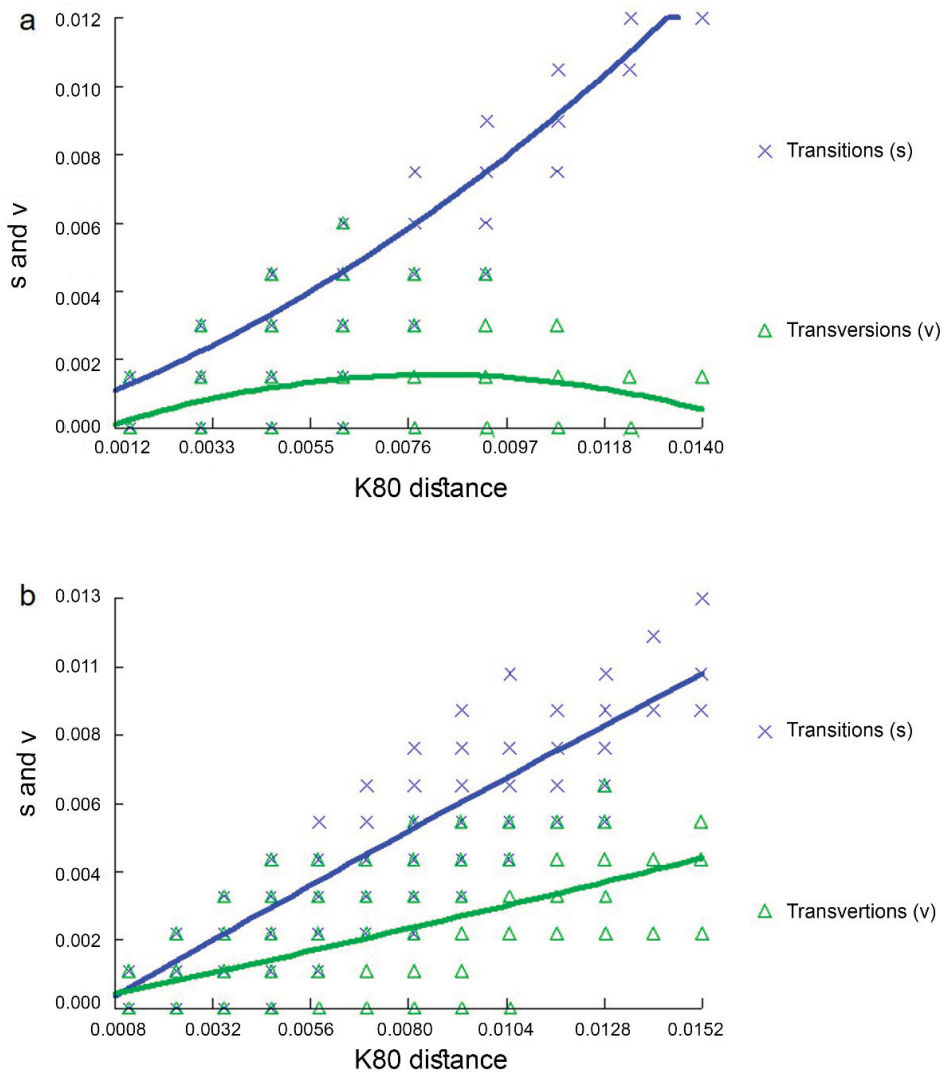 a
0.012
0.010
0.008
0.006
0.004
0.002
0.000
s and v
0.0012 0.0033 0.0055 0.0076 0.0097 0.0118 0.0140
K80 distance
Transitions (s)
Transversions (v)
b
0.013
0.011
0.008
0.006
0.004
0.002
0.000
s and v
0.0008 0.0032 0.0056 0.0080 0.0104 0.0128 0.0152
K80 distance
Transitions (s)
Transvertions (v)